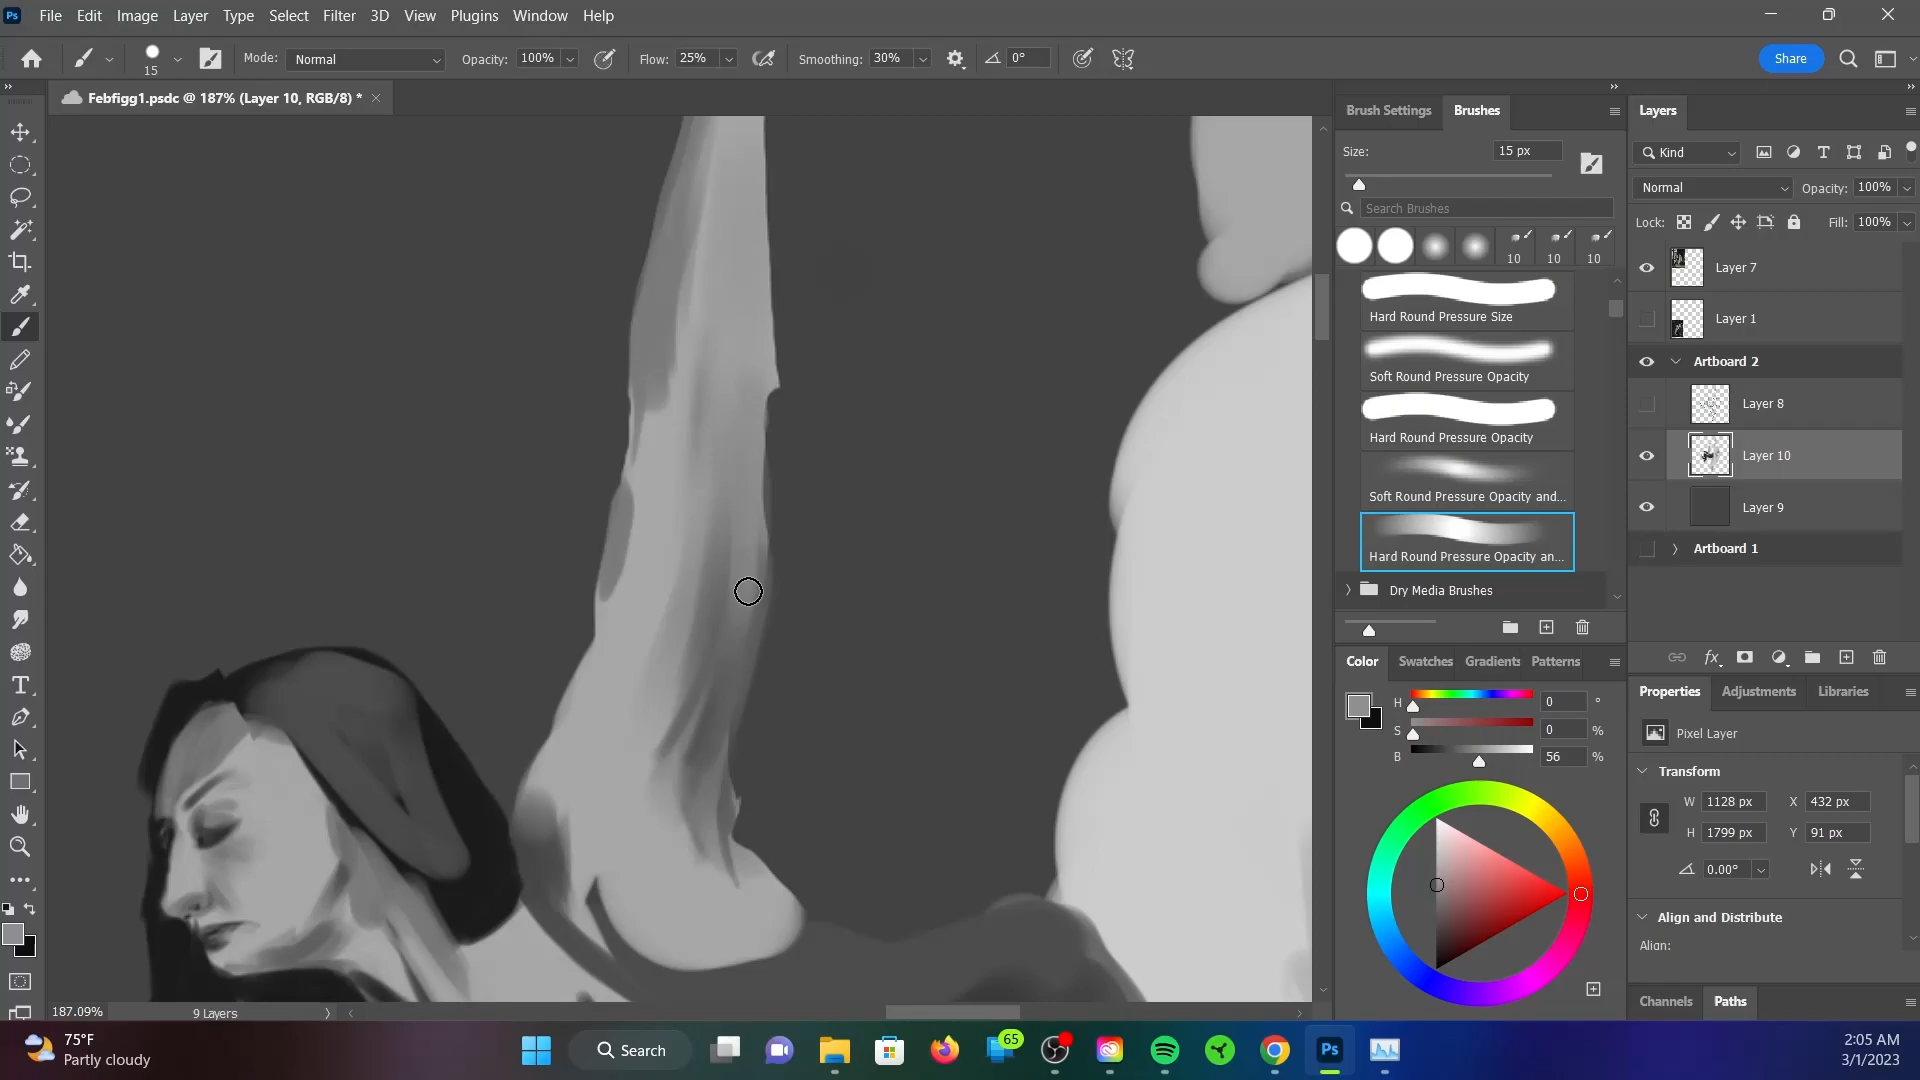 Ps File Edit Image Layer Type Select Filter 3D View Plugins Window Help
15 Mode: Normal Opacity: 100% Flow: 25% Smoothing: 30% 0° Share
Febfigg1.psdc @ 187% (Layer 10, RGB/8) *
Brush Settings Brushes
Size: 15 px
Search Brushes
10 10 10
Hard Round Pressure Size
Soft Round Pressure Opacity
Hard Round Pressure Opacity
Soft Round Pressure Opacity and...
Hard Round Pressure Opacity an...
Dry Media Brushes
Color Swatches Gradients Patterns
H 0 °
S 0 %
B 56 %
Layers
Kind
Normal Opacity: 100%
Lock: Fill: 100%
Layer 7
Layer 1
Artboard 2
Layer 8
Layer 10
Layer 9
Artboard 1
fx
Properties Adjustments Libraries
Pixel Layer
Transform
W 1128 px X 432 px
H 1799 px Y 91 px
0.00°
Align and Distribute
Align:
Channels Paths
187.09% 9 Layers
75°F
Partly cloudy
Search
65
Ps
2:05 AM
3/1/2023